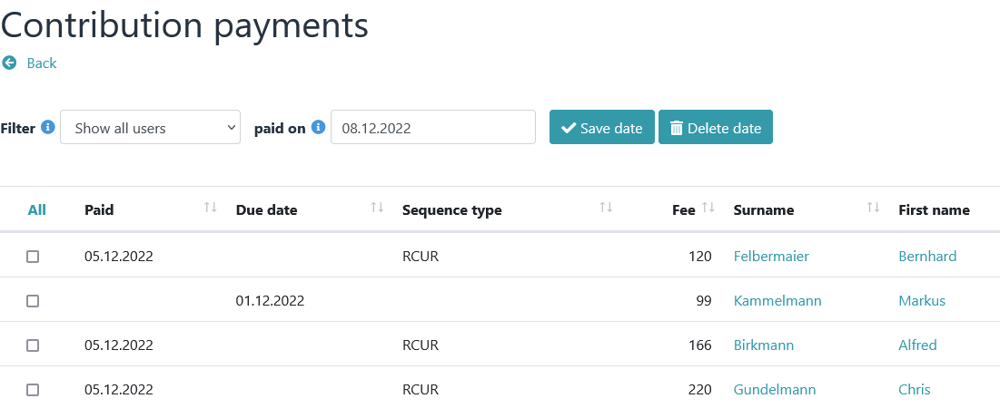 Contribution payments
Back
Filter Show all users paid on 08.12.2022 Save date Delete date
All Paid Due date Sequence type Fee Surname First name
05.12.2022 RCUR 120 Felbermaier Bernhard
01.12.2022 99 Kammelmann Markus
05.12.2022 RCUR 166 Birkmann Alfred
05.12.2022 RCUR 220 Gundelmann Chris